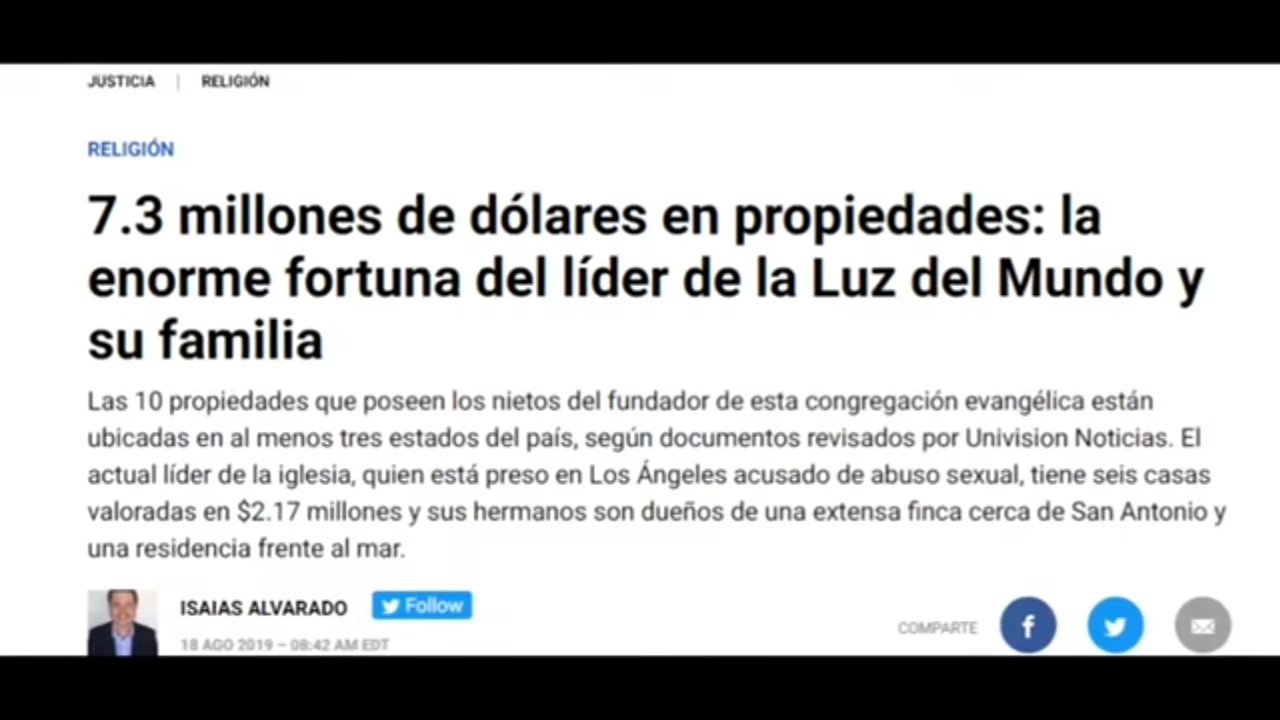 JUSTICIA | RELIGIÓN
RELIGIÓN
7.3 millones de dólares en propiedades: la
enorme fortuna del líder de la Luz del Mundo y
su familia
Las 10 propiedades que poseen los nietos del fundador de esta congregación evangélica están
ubicadas en al menos tres estados del país, según documentos revisados por Univision Noticias. El
actual líder de la iglesia, quien está preso en Los Ángeles acusado de abuso sexual, tiene seis casas
valoradas en $2.17 millones y sus hermanos son dueños de una extensa finca cerca de San Antonio y
una residencia frente al mar.
ISAIAS ALVARADO Follow
18 AGO 2019 – 08:42 AM EDT
COMPARTE